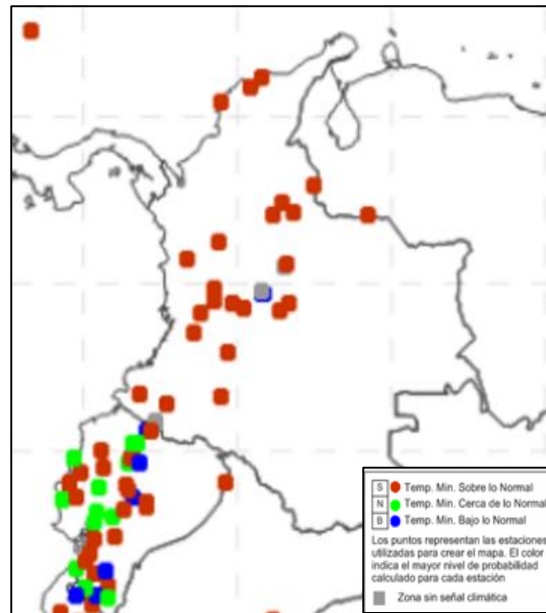 S Temp. Min. Sobre lo Normal
N Temp. Min. Cerca de lo Normal
B Temp. Min. Bajo lo Normal
Los puntos representan las estaciones
utilizadas para crear el mapa. El color
indica el mayor nivel de probabilidad
calculado para cada estación
Zona sin señal climática